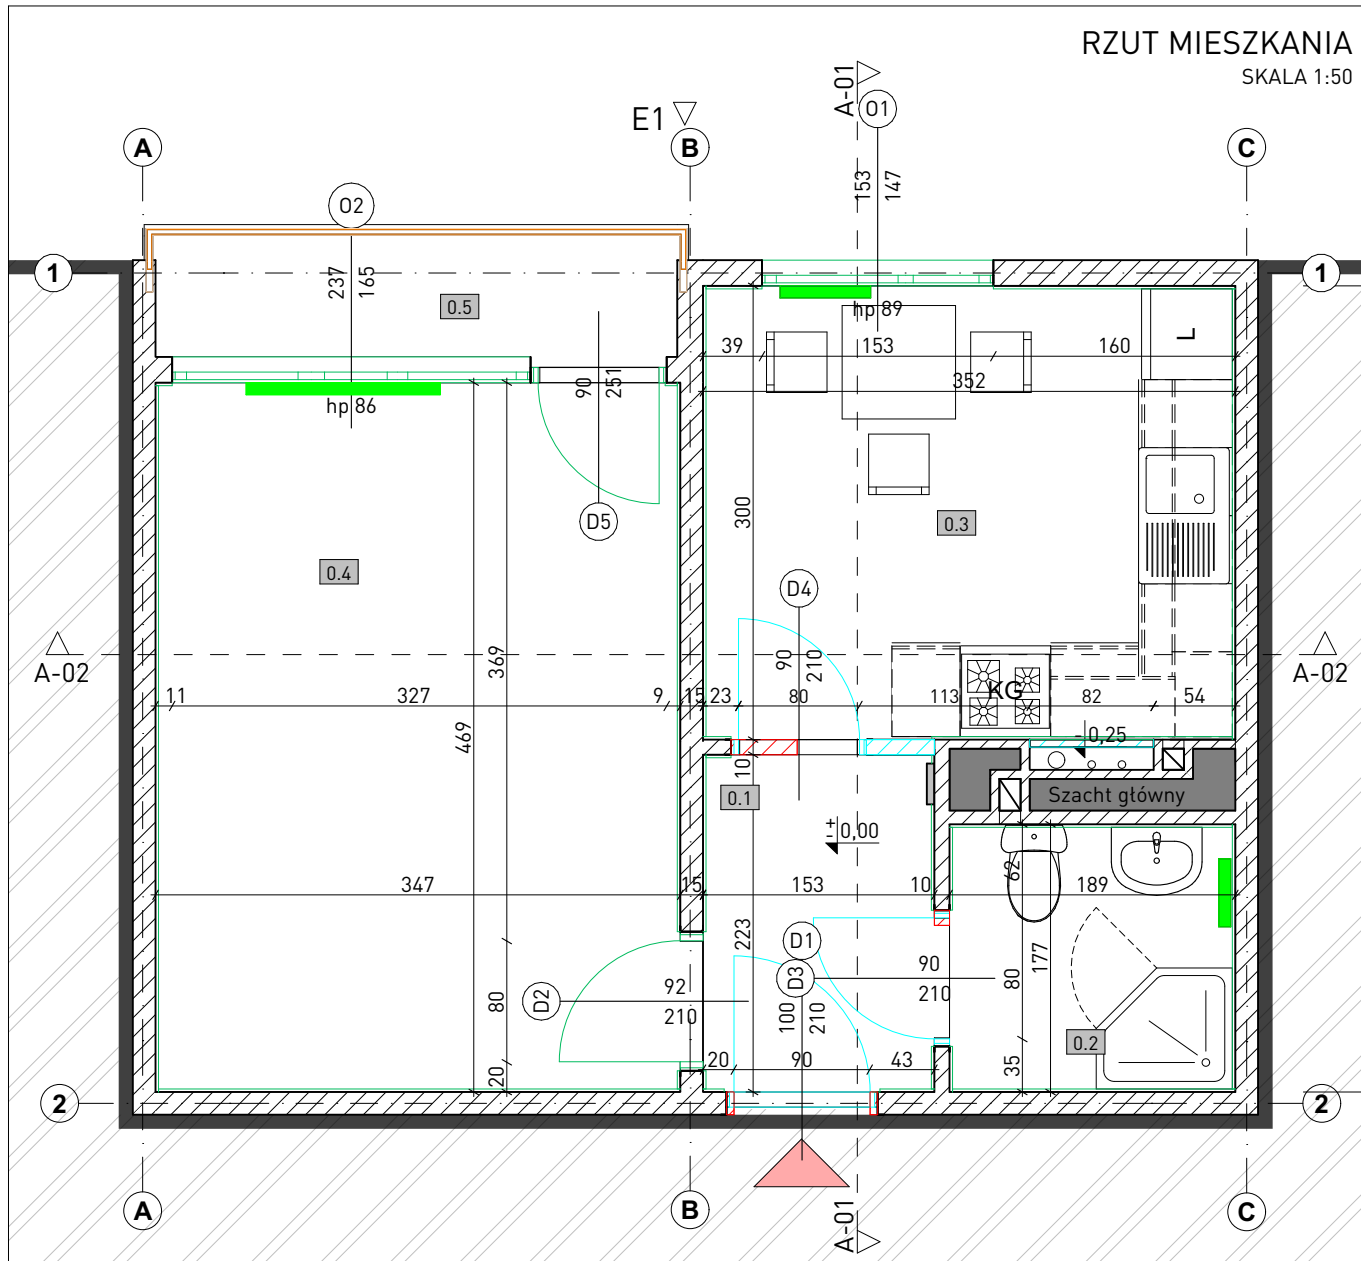 RZUT MIESZKANIA
SKALA 1:50
A-01
O1
E1
A
B
C
153
147
O2
1
1
237
165
0.5
hp 89
L
39
153
160
352
90
251
hp 86
300
D5
0.3
0.4
D4
90
210
369
A-02
A-02
11
327
9
15
23
80
113
KG
82
54
469
- 0,25
10
0.1
Szacht główny
+
- 0,00
62
347
15
153
10
189
223
D1
90
210
D3
80
177
D2
92
210
80
100
210
0.2
20
90
43
35
20
2
2
A
B
C
A-01